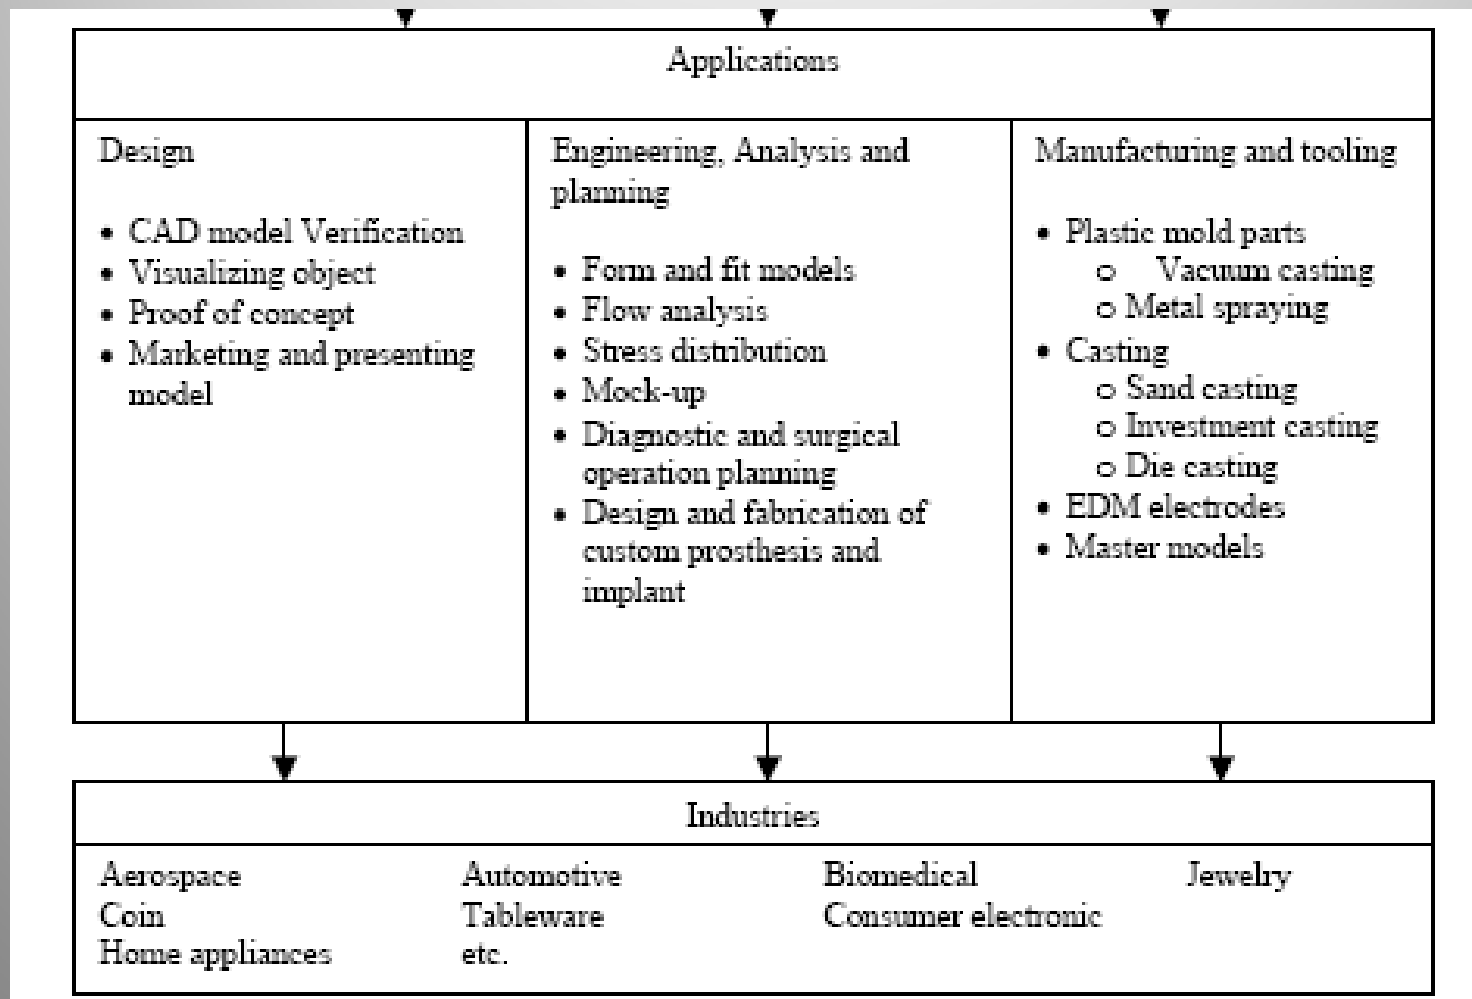 Applications
Design
• CAD model Verification
• Visualizing object
• Proof of concept
• Marketing and presenting
model
Engineering, Analysis and
planning
• Form and fit models
• Flow analysis
• Stress distribution
• Mock-up
• Diagnostic and surgical
operation planning
• Design and fabrication of
custom prosthesis and
implant
Manufacturing and tooling
• Plastic mold parts
o Vacuum casting
o Metal spraying
• Casting
o Sand casting
o Investment casting
o Die casting
• EDM electrodes
• Master models
Industries
Aerospace Automotive Biomedical Jewelry
Coin Tableware Consumer electronic
Home appliances etc.